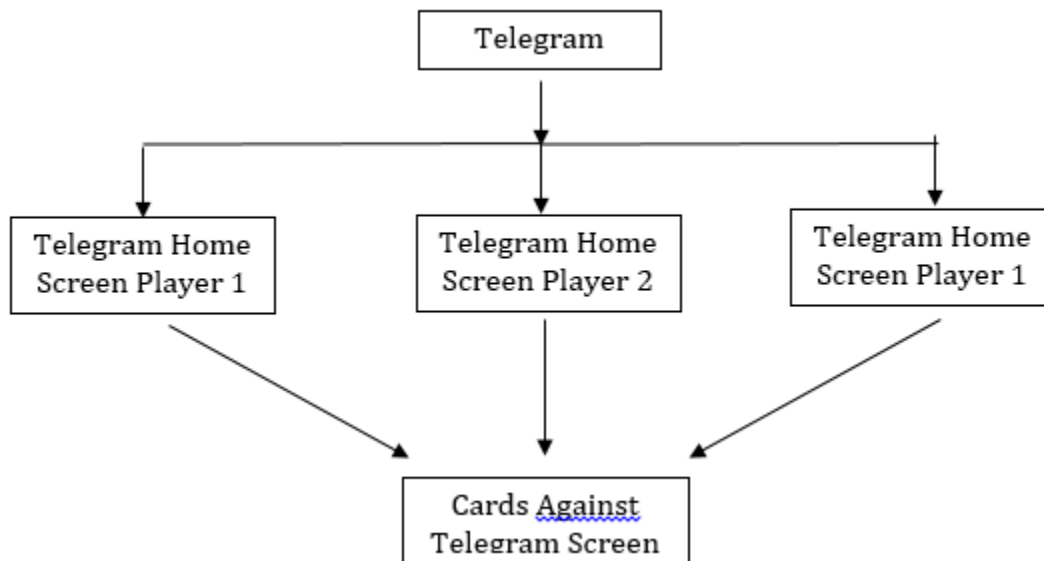 Telegram
Telegram Home
Screen Player 1
Telegram Home
Screen Player 2
Telegram Home
Screen Player 1
Cards Against
Telegram Screen